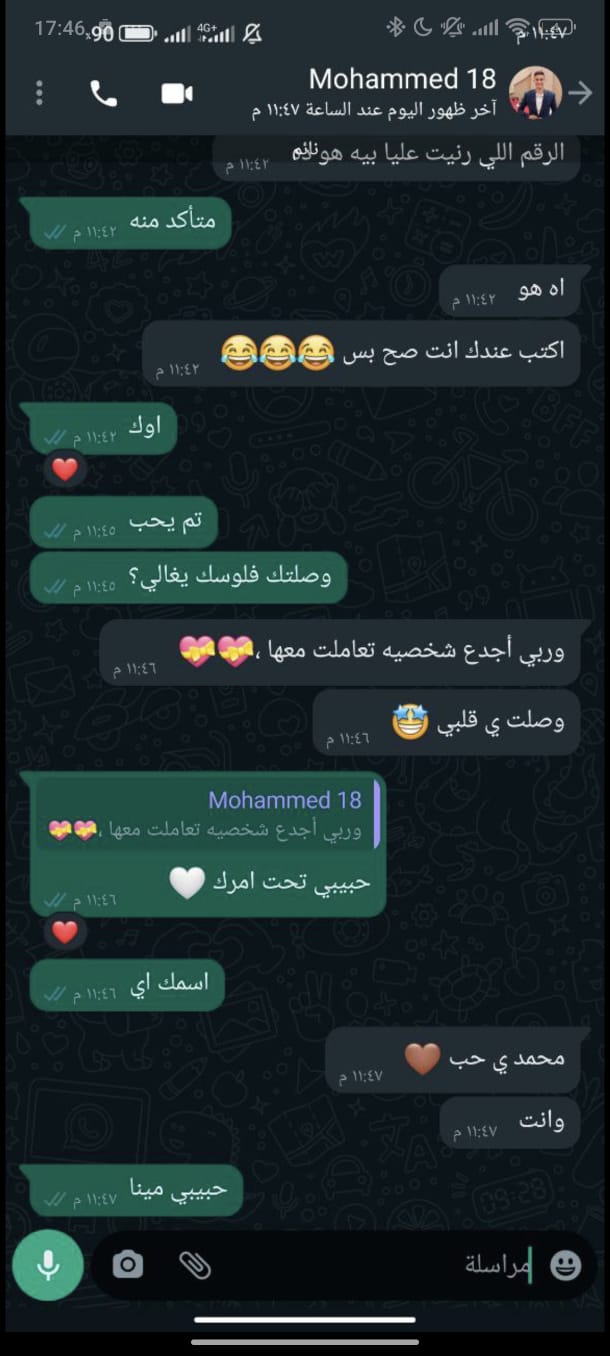 17:46
90%
4G+
١١:٤٧ م
Mohammed 18
آخر ظهور اليوم عند الساعة ١١:٤٧ م
الرقم اللي رنيت عليا بيه هو
١١:٤٢ م
متأكد منه
١١:٤٢ م
اه هو
١١:٤٢ م
اكتب عندك انت صح بس 😂😂😂
١١:٤٢ م
اوك
١١:٤٢ م
❤️
تم يحب
١١:٤٥ م
وصلتك فلوسك يغالي؟
١١:٤٥ م
وربي أجدع شخصيه تعاملت معها ،💝💝
١١:٤٦ م
وصلت ي قلبي 🤩
١١:٤٦ م
Mohammed 18
وربي أجدع شخصيه تعاملت معها ،💝💝
حبيبي تحت امرك 🤍
١١:٤٦ م
❤️
اسمك اي
١١:٤٦ م
محمد ي حب 🤎
١١:٤٧ م
وانت
١١:٤٧ م
حبيبي مينا
١١:٤٧ م
مراسلة